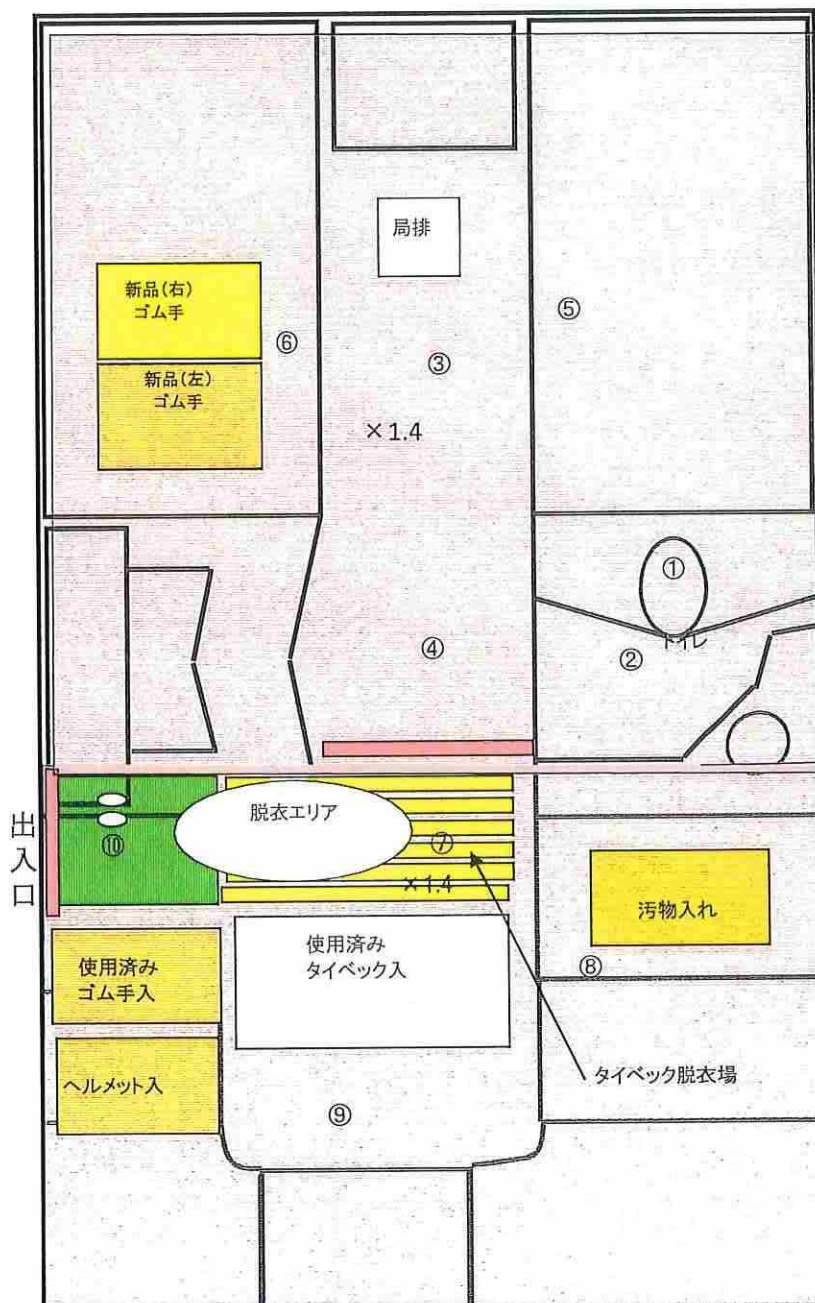 局排
新品(右)
ゴム手
⑥
新品(左)
ゴム手
③
⑤
×1.4
①
トイレ
②
④
出入口
脱衣エリア
⑦
⑩
×1.4
汚物入れ
使用済み
タイベック入
使用済み
ゴム手入
⑧
ヘルメット入
タイベック脱衣場
⑨